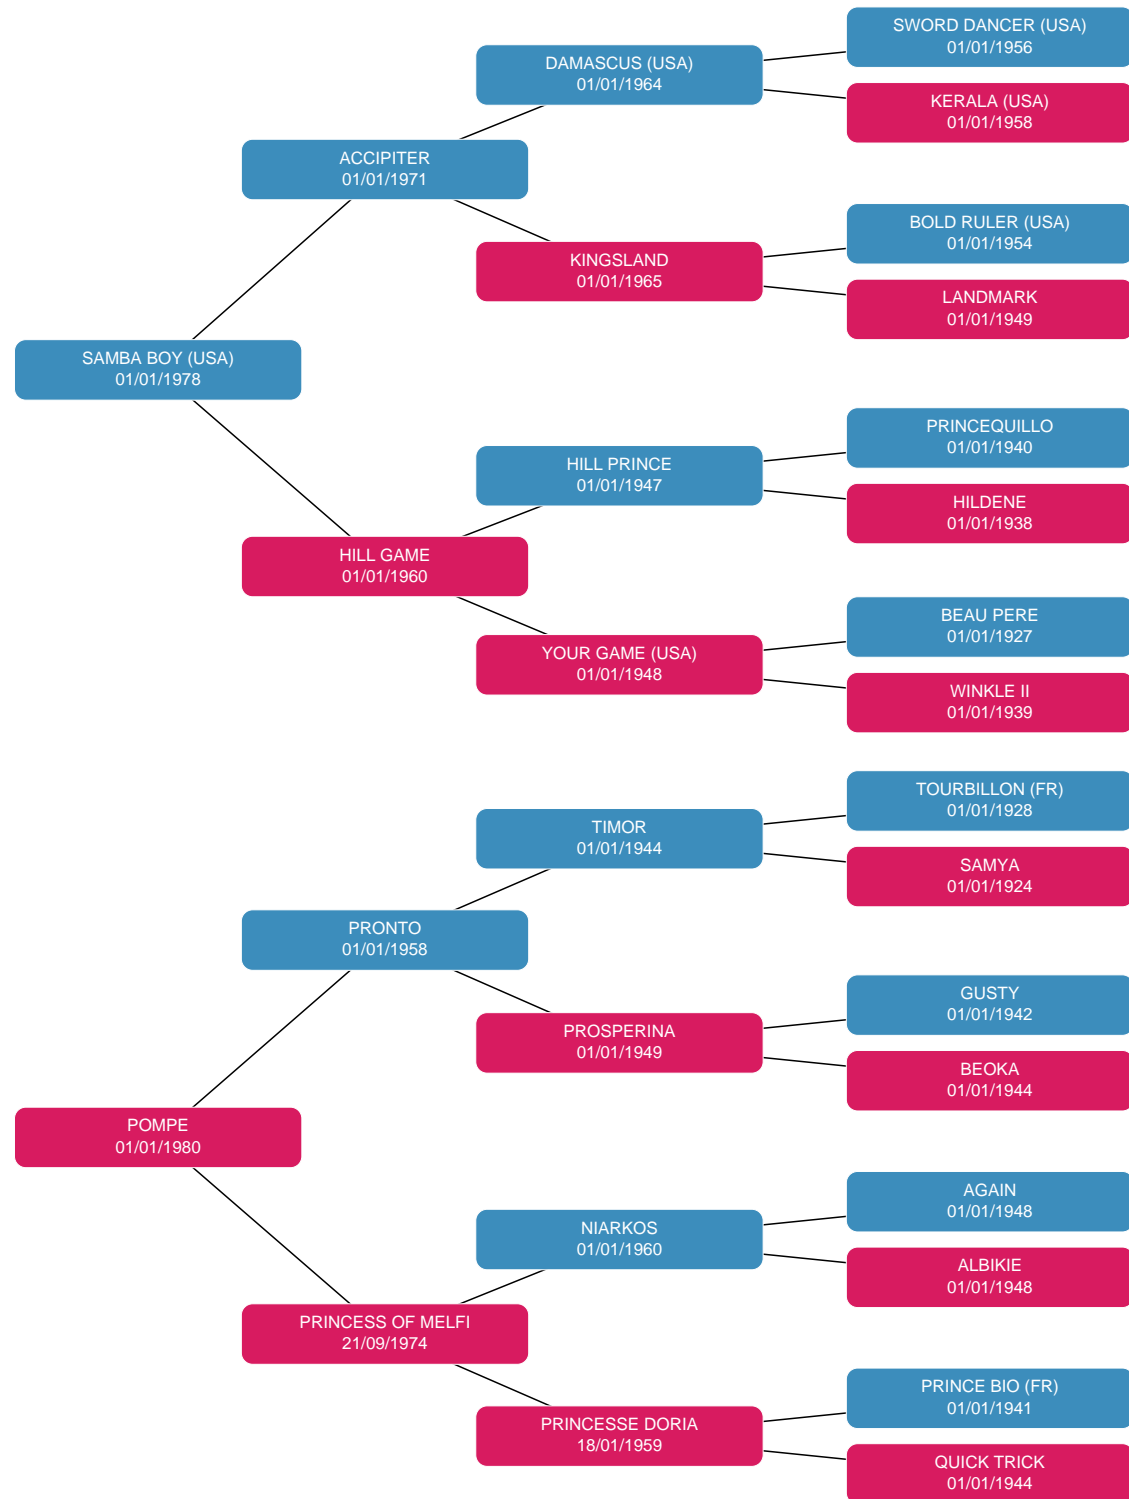 SWORD DANCER (USA)
01/01/1956
DAMASCUS (USA)
01/01/1964
KERALA (USA)
01/01/1958
ACCIPITER
01/01/1971
BOLD RULER (USA)
01/01/1954
KINGSLAND
01/01/1965
LANDMARK
01/01/1949
SAMBA BOY (USA)
01/01/1978
PRINCEQUILLO
01/01/1940
HILL PRINCE
01/01/1947
HILDENE
01/01/1938
HILL GAME
01/01/1960
BEAU PERE
01/01/1927
YOUR GAME (USA)
01/01/1948
WINKLE II
01/01/1939
TOURBILLON (FR)
01/01/1928
TIMOR
01/01/1944
SAMYA
01/01/1924
PRONTO
01/01/1958
GUSTY
01/01/1942
PROSPERINA
01/01/1949
BEOKA
01/01/1944
POMPE
01/01/1980
AGAIN
01/01/1948
NIARKOS
01/01/1960
ALBIKIE
01/01/1948
PRINCESS OF MELFI
21/09/1974
PRINCE BIO (FR)
01/01/1941
PRINCESSE DORIA
18/01/1959
QUICK TRICK
01/01/1944